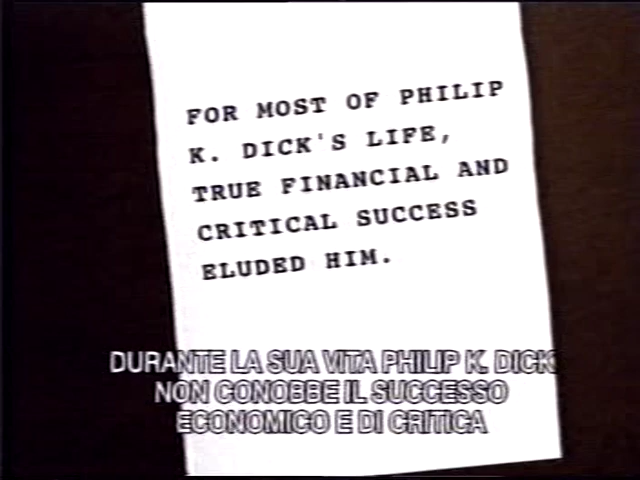 FOR MOST OF PHILIP
K. DICK'S LIFE,
TRUE FINANCIAL AND
CRITICAL SUCCESS
ELUDED HIM.
DURANTE LA SUA VITA PHILIP K. DICK
NON CONOBBE IL SUCCESSO
ECONOMICO E DI CRITICA